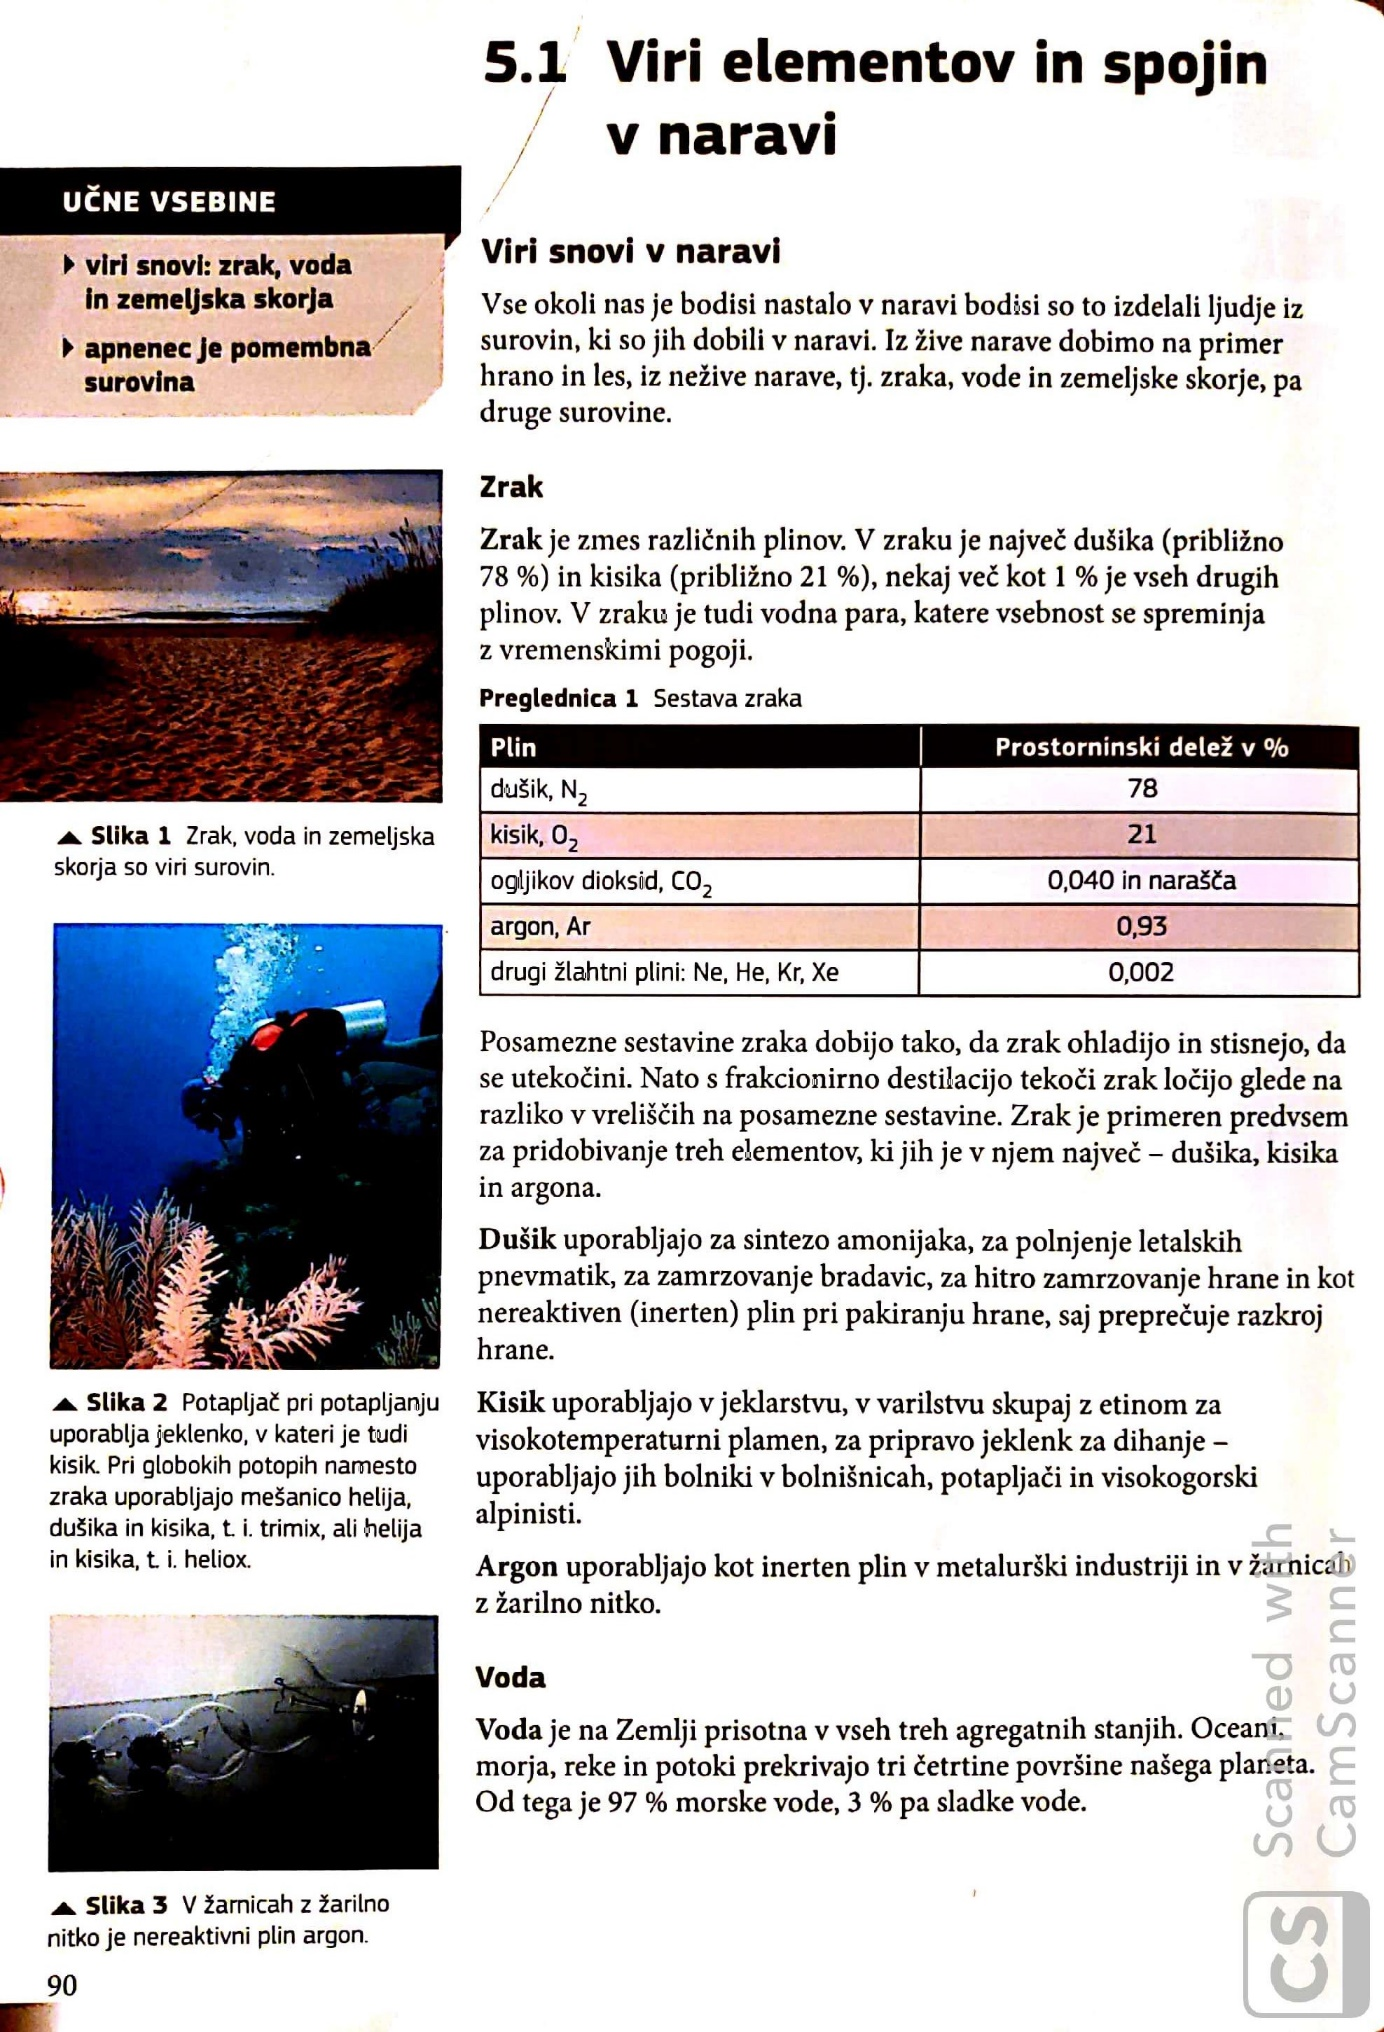 5.1 Viri elementov in spojin
v naravi
UČNE VSEBINE
viri snovi: zrak, voda
in zemeljska skorja
apnenec je pomembna
surovina
Slika 1 Zrak, voda in zemeljska
skorja so viri surovin.
Slika 2 Potapljač pri potapljanju
uporablja jeklenko, v kateri je tudi
kisik. Pri globokih potopih namesto
zraka uporabljajo mešanico helija,
dušika in kisika, t. i. trimix, ali helija
in kisika, t. i. heliox.
Slika 3 V žarnicah z žarilno
nitko je nereaktivni plin argon.
90
Viri snovi v naravi
Vse okoli nas je bodisi nastalo v naravi bodisi so to izdelali ljudje iz
surovin, ki so jih dobili v naravi. Iz žive narave dobimo na primer
hrano in les, iz nežive narave, tj. zraka, vode in zemeljske skorje, pa
druge surovine.
Zrak
Zrak je zmes različnih plinov. V zraku je največ dušika (približno
78 %) in kisika (približno 21 %), nekaj več kot 1 % je vseh drugih
plinov. V zraku je tudi vodna para, katere vsebnost se spreminja
z vremenskimi pogoji.
Preglednica 1 Sestava zraka
Plin Prostorninski delež v %
dušik, N₂ 78
kisik, O₂ 21
ogljikov dioksid, CO₂ 0,040 in narašča
argon, Ar 0,93
drugi žlahtni plini: Ne, He, Kr, Xe 0,002
Posamezne sestavine zraka dobijo tako, da zrak ohladijo in stisnejo, da
se utekočini. Nato s frakcionirno destilacijo tekoči zrak ločijo glede na
razliko v vreliščih na posamezne sestavine. Zrak je primeren predvsem
za pridobivanje treh elementov, ki jih je v njem največ – dušika, kisika
in argona.
Dušik uporabljajo za sintezo amonijaka, za polnjenje letalskih
pnevmatik, za zamrzovanje bradavic, za hitro zamrzovanje hrane in kot
nereaktiven (inerten) plin pri pakiranju hrane, saj preprečuje razkroj
hrane.
Kisik uporabljajo v jeklarstvu, v varilstvu skupaj z etinom za
visokotemperaturni plamen, za pripravo jeklenk za dihanje –
uporabljajo jih bolniki v bolnišnicah, potapljači in visokogorski
alpinisti.
Argon uporabljajo kot inerten plin v metalurški industriji in v žarnicah
z žarilno nitko.
Voda
Voda je na Zemlji prisotna v vseh treh agregatnih stanjih. Oceani,
morja, reke in potoki prekrivajo tri četrtine površine našega planeta.
Od tega je 97 % morske vode, 3 % pa sladke vode.
Scanned with
CamScanner
CS